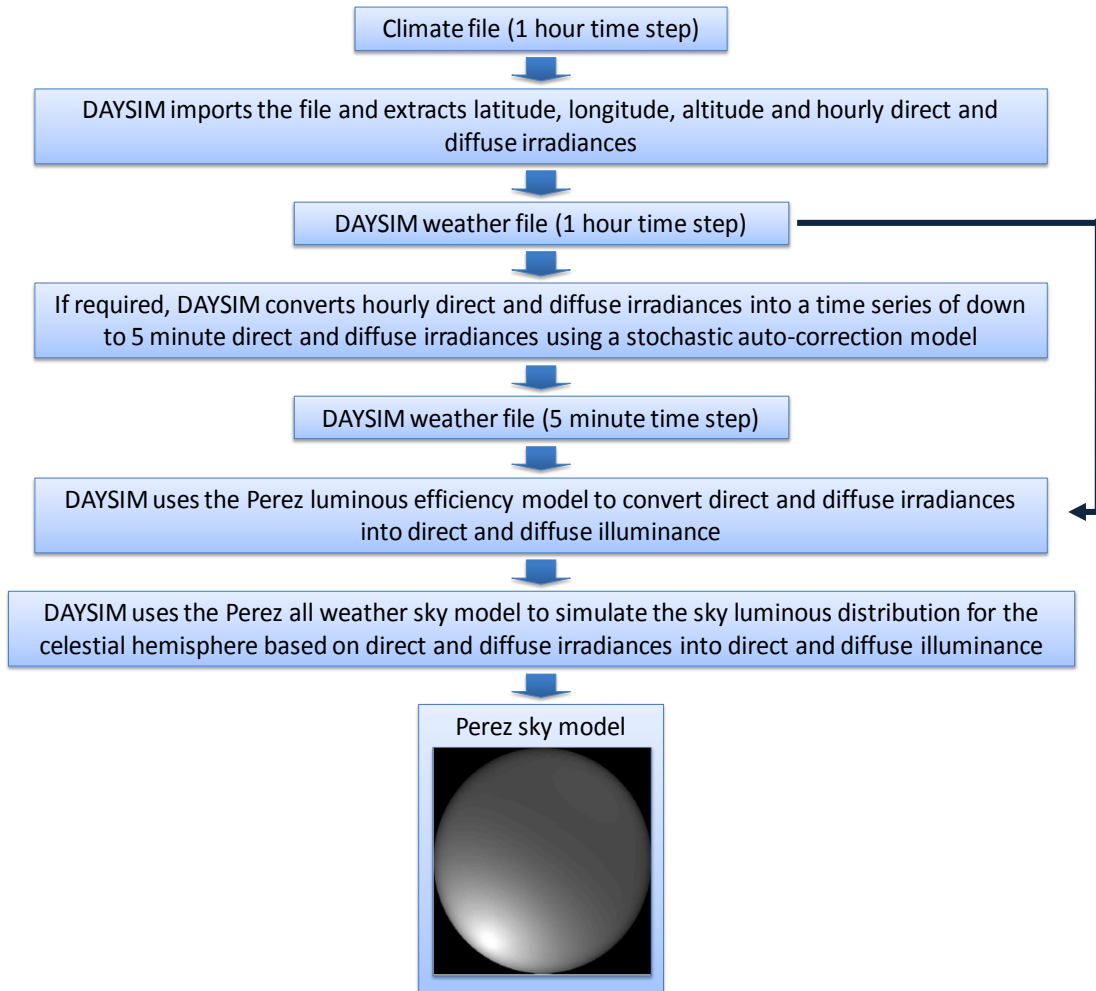 Climate file (1 hour time step)
DAYSIM imports the file and extracts latitude, longitude, altitude and hourly direct and
diffuse irradiances
DAYSIM weather file (1 hour time step)
If required, DAYSIM converts hourly direct and diffuse irradiances into a time series of down
to 5 minute direct and diffuse irradiances using a stochastic auto-correction model
DAYSIM weather file (5 minute time step)
DAYSIM uses the Perez luminous efficiency model to convert direct and diffuse irradiances
into direct and diffuse illuminance
DAYSIM uses the Perez all weather sky model to simulate the sky luminous distribution for the
celestial hemisphere based on direct and diffuse irradiances into direct and diffuse illuminance
Perez sky model